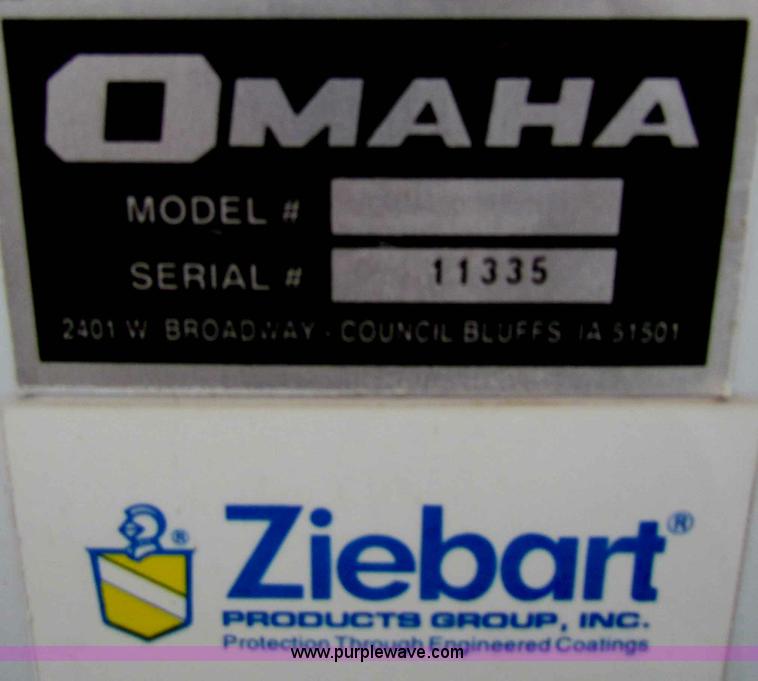 OMAHA
MODEL #
SERIAL # 11335
2401 W. BROADWAY - COUNCIL BLUFFS IA 51501
® Ziebart®
PRODUCTS GROUP, INC.
Protection Through Engineered Coatings
www.purplewave.com